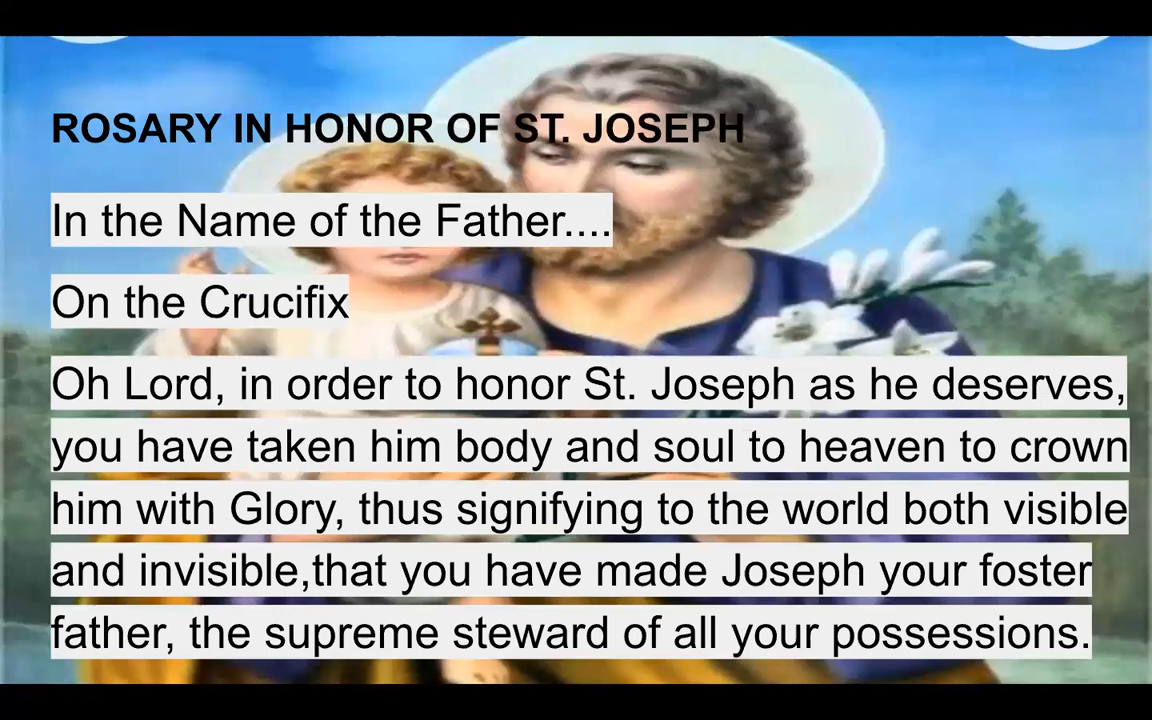 ROSARY IN HONOR OF ST. JOSEPH
In the Name of the Father....
On the Crucifix
Oh Lord, in order to honor St. Joseph as he deserves,
you have taken him body and soul to heaven to crown
him with Glory, thus signifying to the world both visible
and invisible,that you have made Joseph your foster
father, the supreme steward of all your possessions.